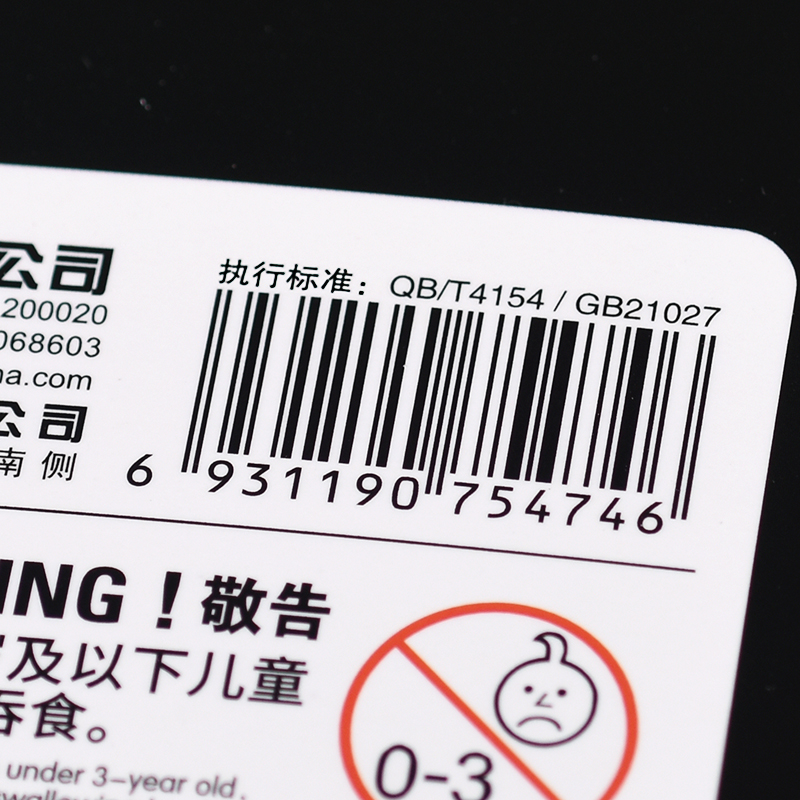 公司
200020
068603
na.com
公司
南侧
执行标准：QB/T4154 / GB21027
6 931190 754746
ING！敬告
及以下儿童
吞食。
under 3-year old,
0-3